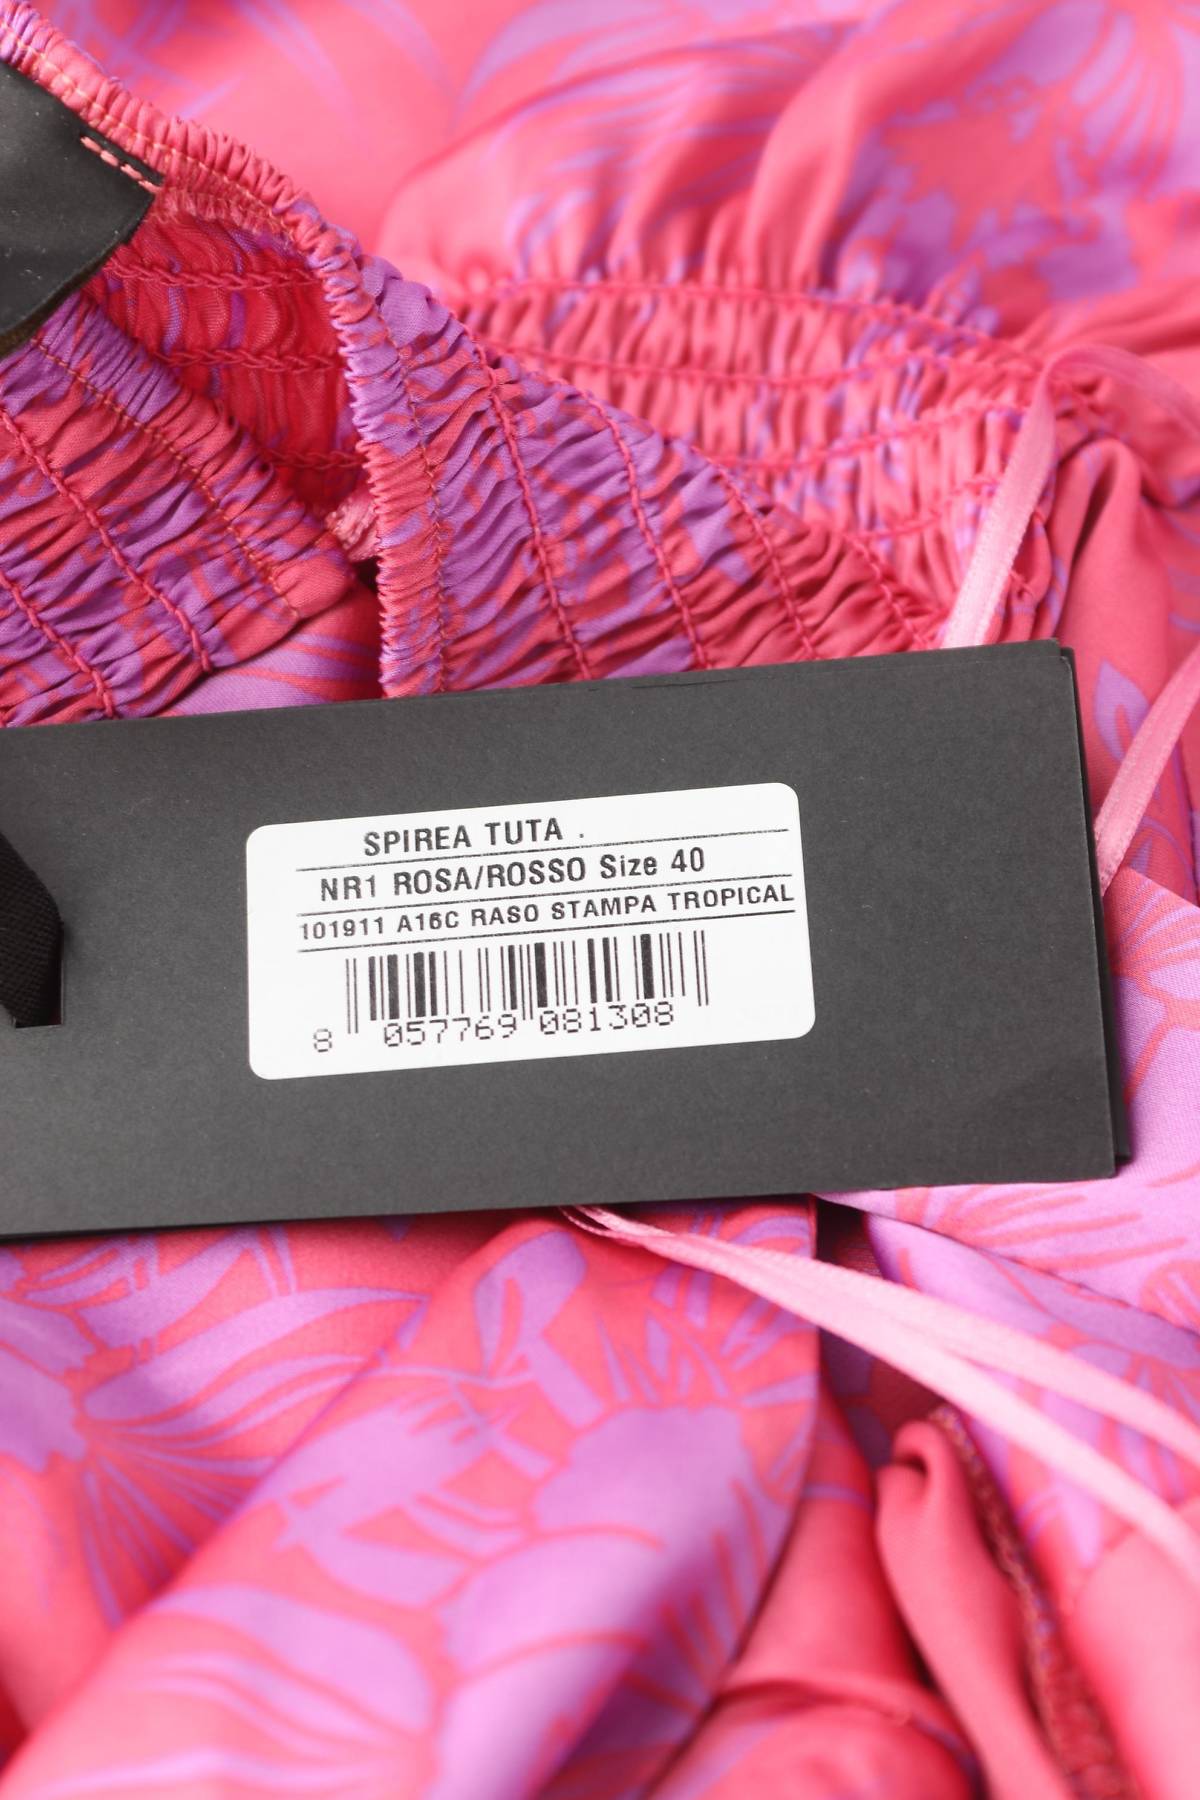 SPIREA TUTA .
NR1 ROSA/ROSSO Size 40
101911 A16C RASO STAMPA TROPICAL
8 057769 081308